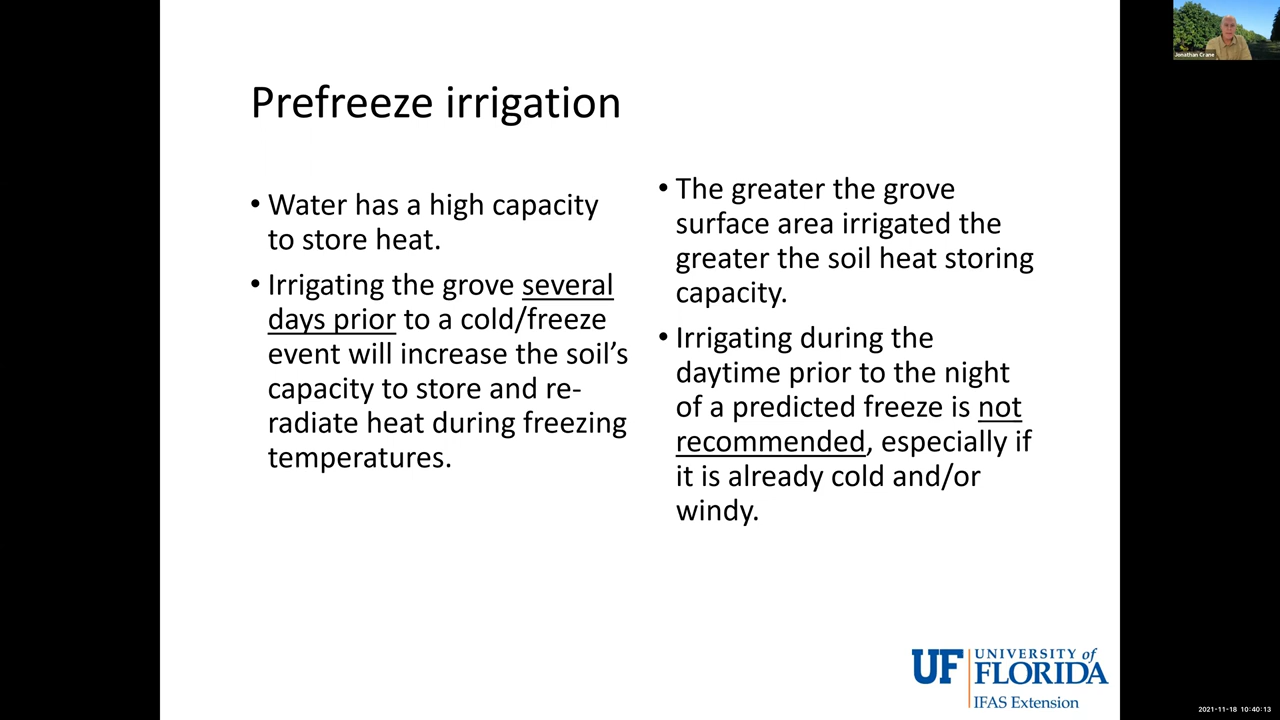 Prefreeze irrigation
• Water has a high capacity
to store heat.
• Irrigating the grove several
days prior to a cold/freeze
event will increase the soil’s
capacity to store and re-
radiate heat during freezing
temperatures.
• The greater the grove
surface area irrigated the
greater the soil heat storing
capacity.
• Irrigating during the
daytime prior to the night
of a predicted freeze is not
recommended, especially if
it is already cold and/or
windy.
Jonathan Crane
UF UNIVERSITY of
FLORIDA
IFAS Extension
2021-11-18 10:40:13